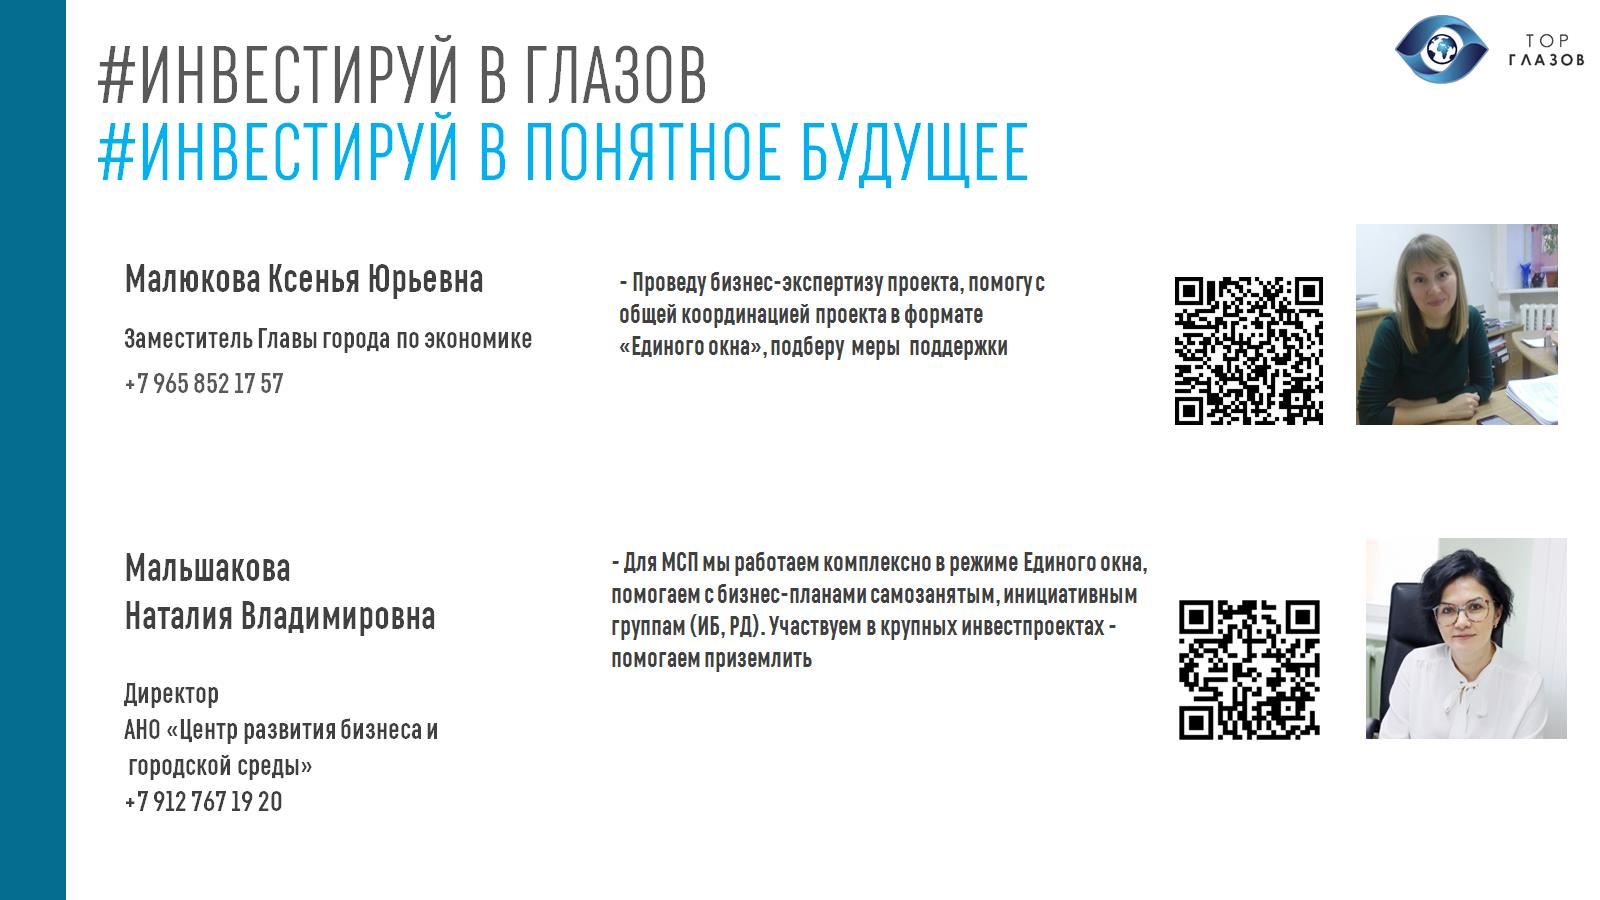 #ИНВЕСТИРУЙ В ГЛАЗОВ
#ИНВЕСТИРУЙ В ПОНЯТНОЕ БУДУЩЕЕ
ТОР
ГЛАЗОВ
Малюкова Ксенья Юрьевна
Заместитель Главы города по экономике
+7 965 852 17 57
- Проведу бизнес-экспертизу проекта, помогу с
общей координацией проекта в формате
«Единого окна», подберу меры поддержки
Мальшакова
Наталия Владимировна
Директор
АНО «Центр развития бизнеса и
городской среды»
+7 912 767 19 20
- Для МСП мы работаем комплексно в режиме Единого окна,
помогаем с бизнес-планами самозанятым, инициативным
группам (ИБ, РД). Участвуем в крупных инвестпроектах -
помогаем приземлить